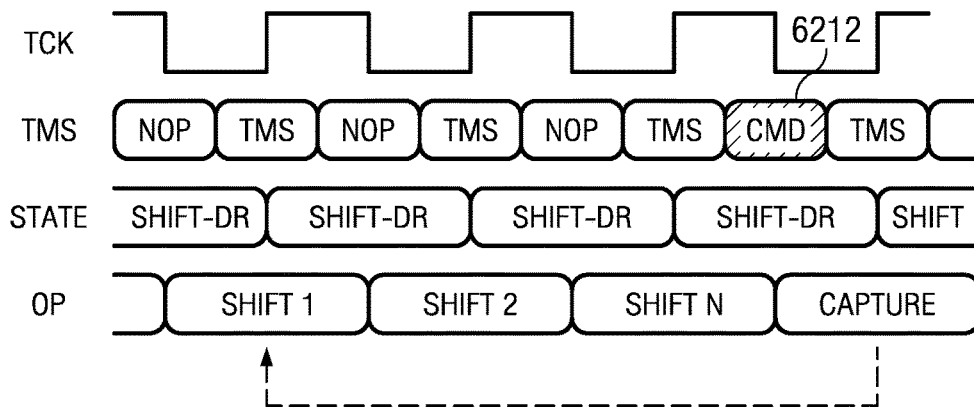 6212
TCK
TMS NOP TMS NOP TMS NOP TMS CMD TMS
STATE SHIFT-DR SHIFT-DR SHIFT-DR SHIFT-DR SHIFT
OP SHIFT 1 SHIFT 2 SHIFT N CAPTURE